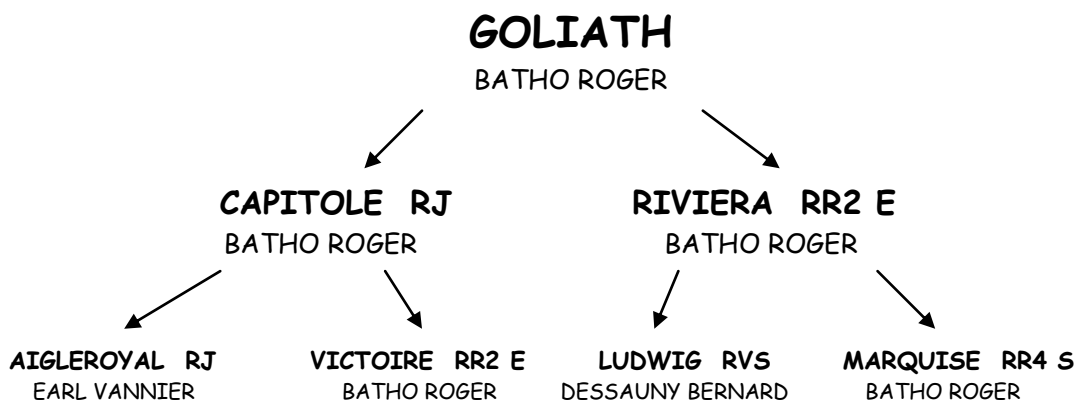 GOLIATH
BATHO ROGER
CAPITOLE RJ
BATHO ROGER
RIVIERA RR2 E
BATHO ROGER
AIGLEROYAL RJ
EARL VANNIER
VICTOIRE RR2 E
BATHO ROGER
LUDWIG RVS
DESSAUNY BERNARD
MARQUISE RR4 S
BATHO ROGER